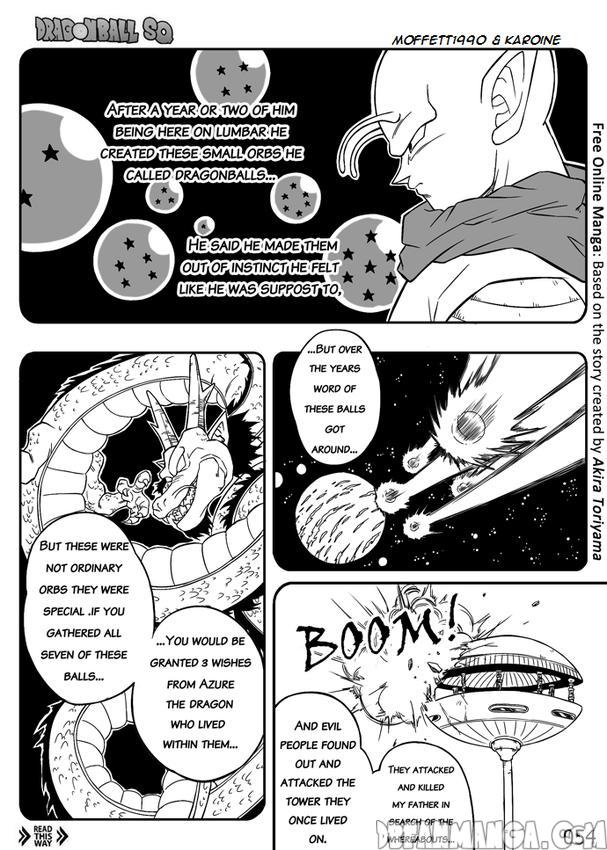 DRAGONBALL SQ
MOFFETT1990 & KAROINE
AFTER A YEAR OR TWO OF HIM
BEING HERE ON LUMBAR HE
CREATED THESE SMALL ORBS HE
CALLED DRAGONBALLS...
HE SAID HE MADE THEM
OUT OF INSTINCT HE FELT
LIKE HE WAS SUPPOST TO,
Free Online Manga: Based on the story created by Akira Toriyama
BUT THESE WERE
NOT ORDINARY
ORBS THEY WERE
SPECIAL .IF YOU
GATHERED ALL
SEVEN OF THESE
BALLS...
...YOU WOULD BE
GRANTED 3 WISHES
FROM AZURE
THE DRAGON
WHO LIVED
WITHIN THEM...
...BUT OVER
THE YEARS
WORD OF
THESE BALLS
GOT
AROUND...
BOOM!
AND EVIL
PEOPLE FOUND
OUT AND
ATTACKED THE
TOWER THEY
ONCE LIVED
ON.
THEY ATTACKED
AND KILLED
MY FATHER IN
SEARCH OF THE
WHEREABOUTS...
READ
THIS
WAY
DBFANMANGA.COM
054